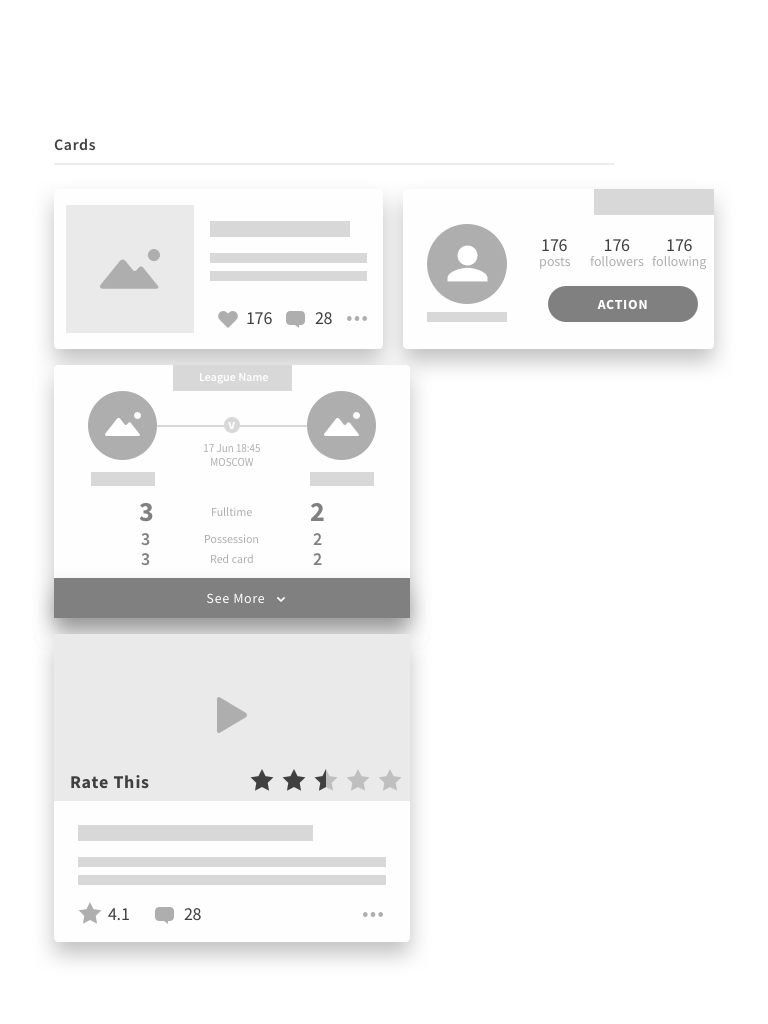 Cards
176 28
176 176 176
posts followers following
ACTION
League Name
V
17 Jun 18:45
MOSCOW
3 Fulltime 2
3 Possession 2
3 Red card 2
See More
Rate This
4.1 28